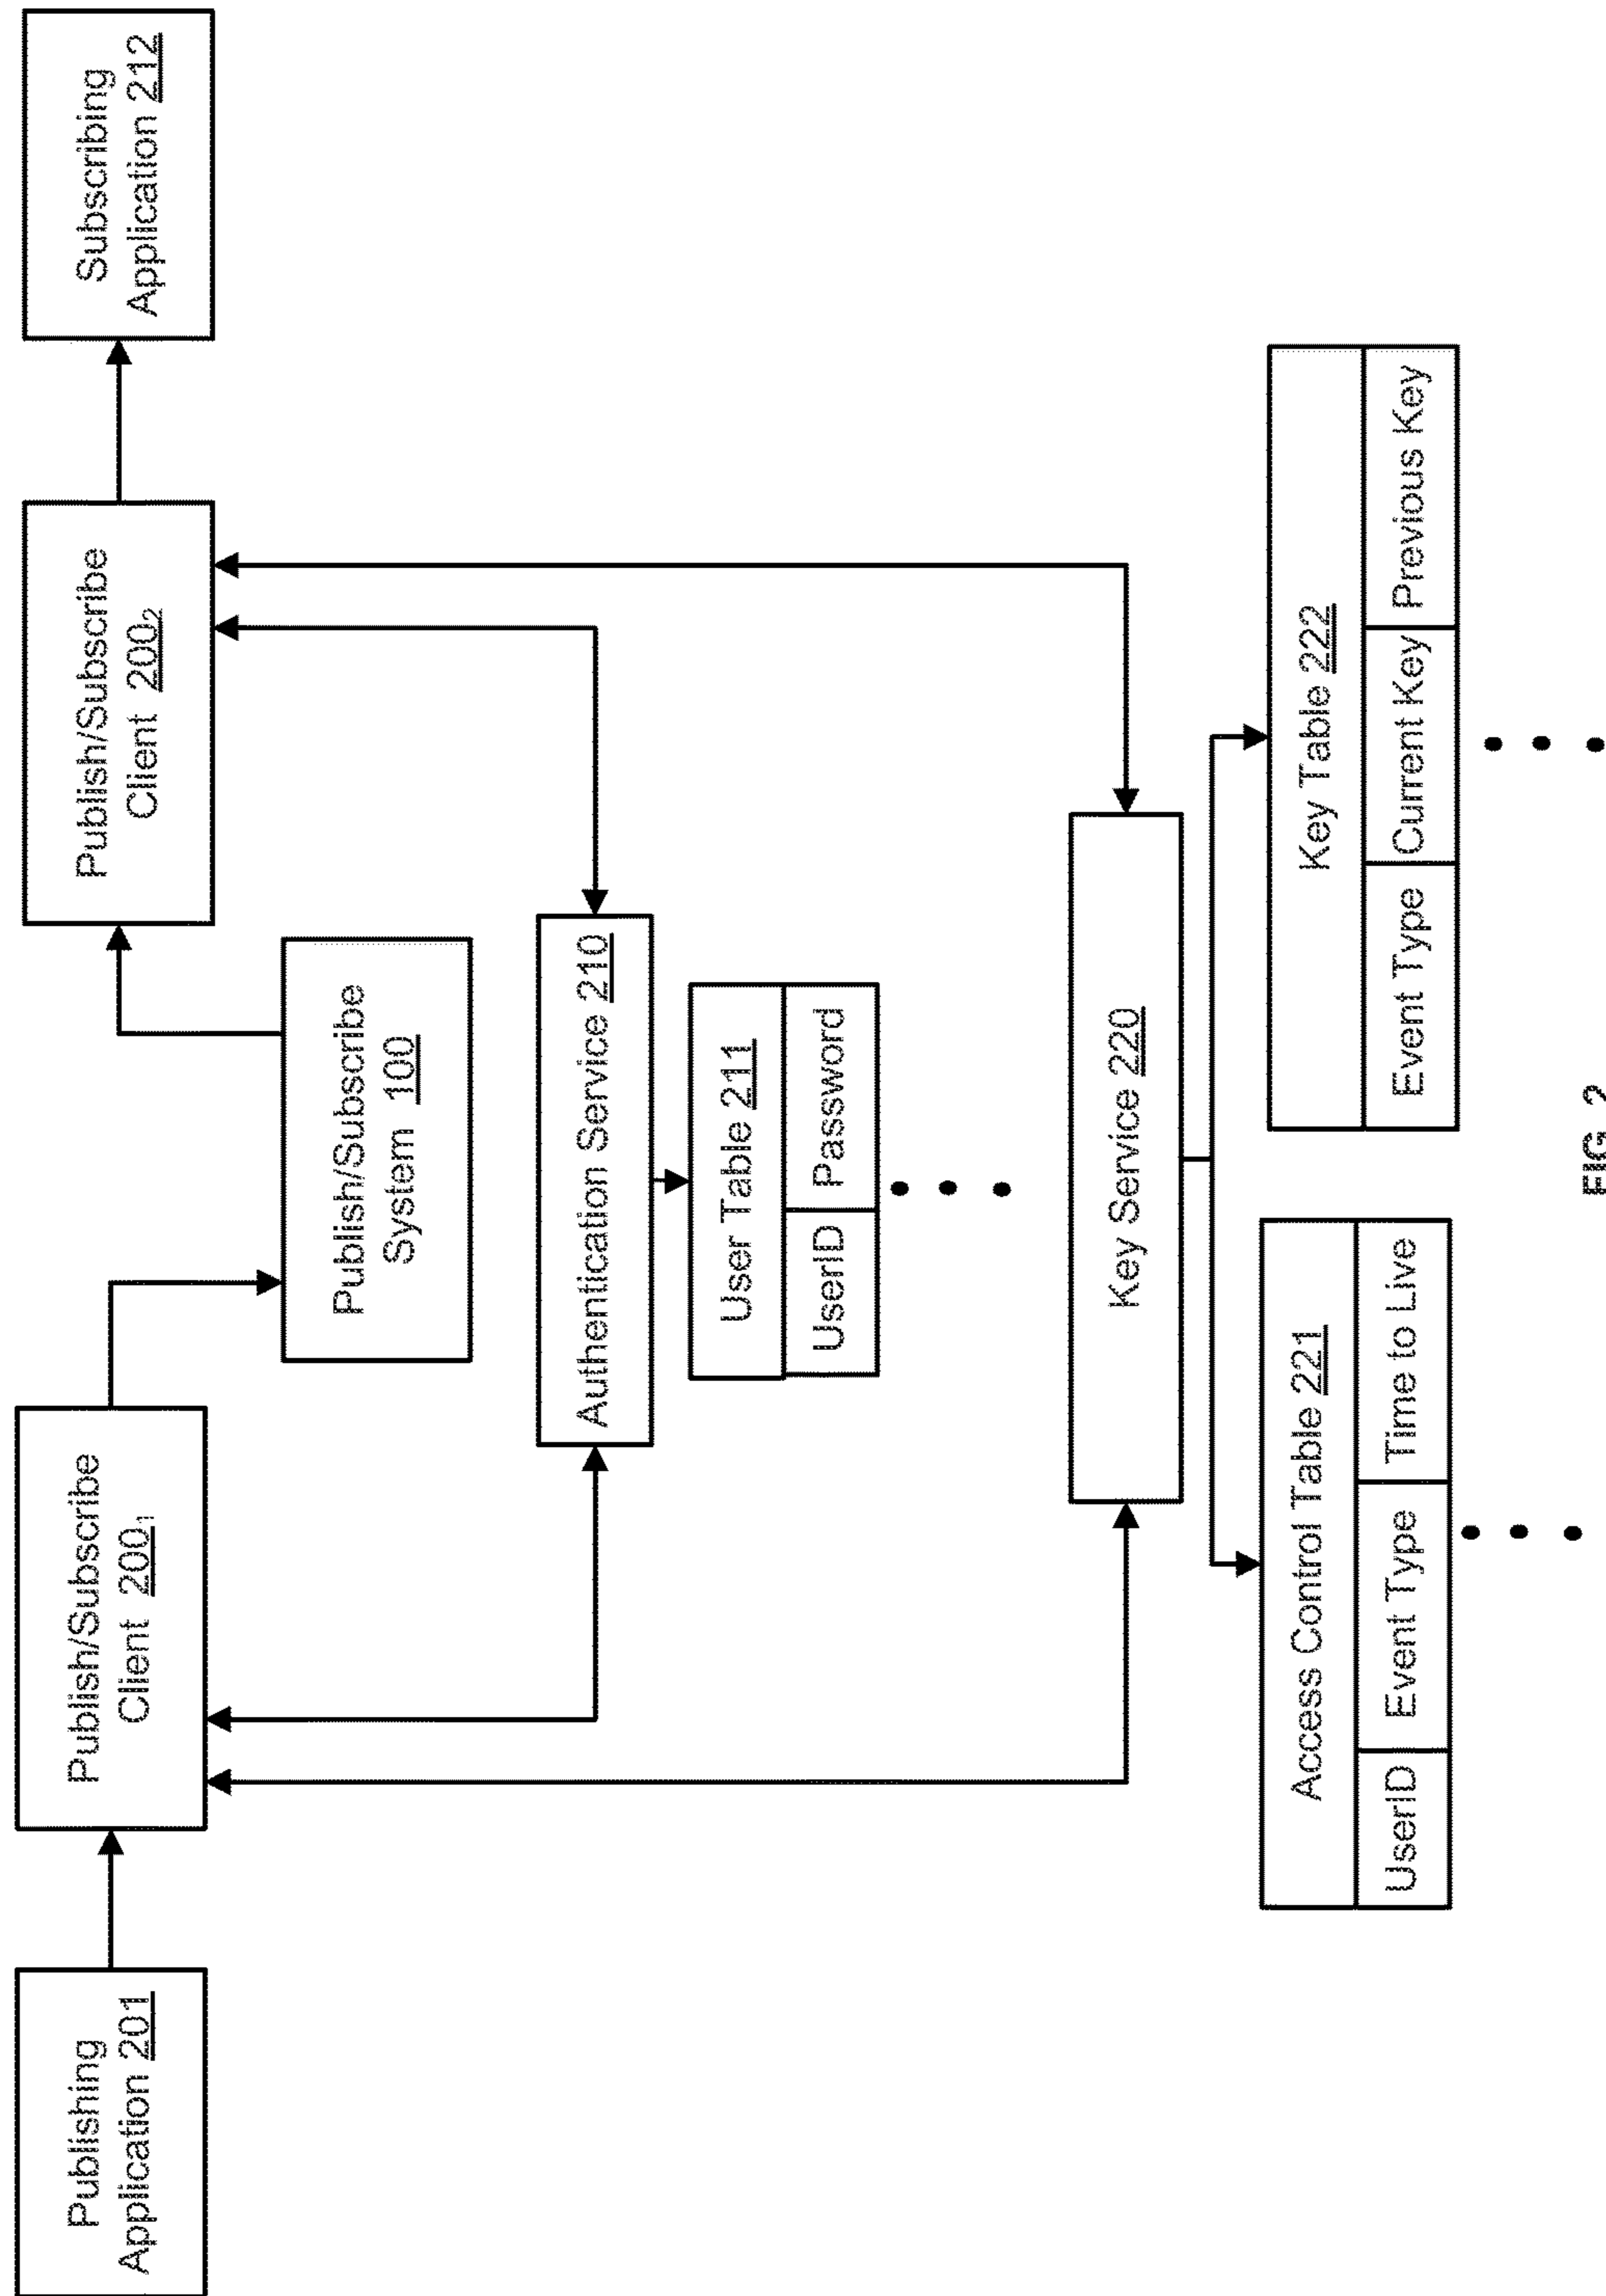 Publishing
Application 201
Publish/Subscribe
Client 200₁
Publish/Subscribe
System 100
Publish/Subscribe
Client 200₂
Subscribing
Application 212
Authentication Service 210
User Table 211
UserID Password
Key Service 220
Access Control Table 221
UserID Event Type Time to Live
Key Table 222
Event Type Current Key Previous Key
FIG. 2